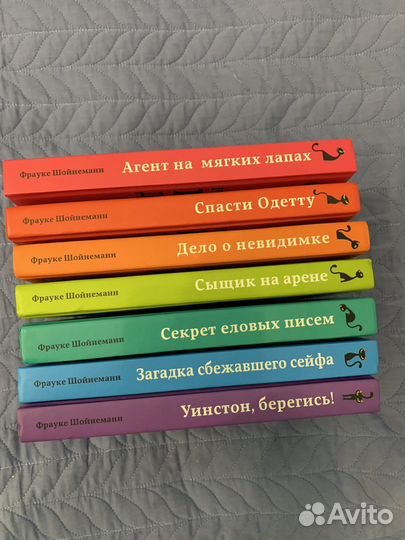 Фрауке Шойнеманн Агент на мягких лапах
Фрауке Шойнеманн Спасти Одетту
Фрауке Шойнеманн Дело о невидимке
Фрауке Шойнеманн Сыщик на арене
Фрауке Шойнеманн Секрет еловых писем
Фрауке Шойнеманн Загадка сбежавшего сейфа
Фрауке Шойнеманн Уинстон, берегись!
Avito